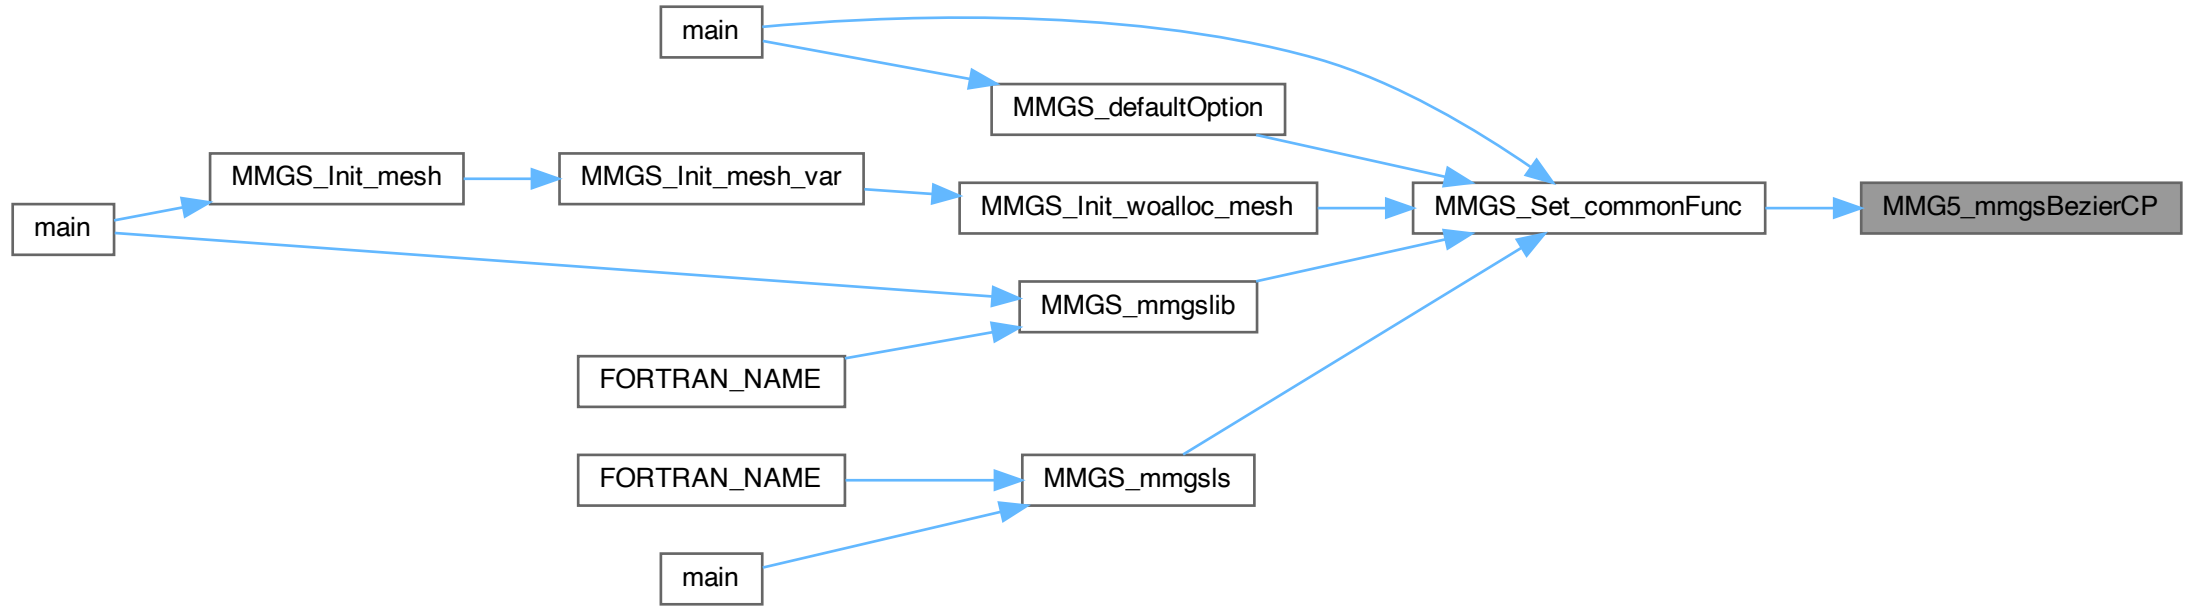 main
MMGS_defaultOption
MMGS_Init_mesh
MMGS_Init_mesh_var
MMGS_Init_woalloc_mesh
MMGS_Set_commonFunc
MMG5_mmgsBezierCP
main
MMGS_mmgslib
FORTRAN_NAME
FORTRAN_NAME
MMGS_mmgsls
main